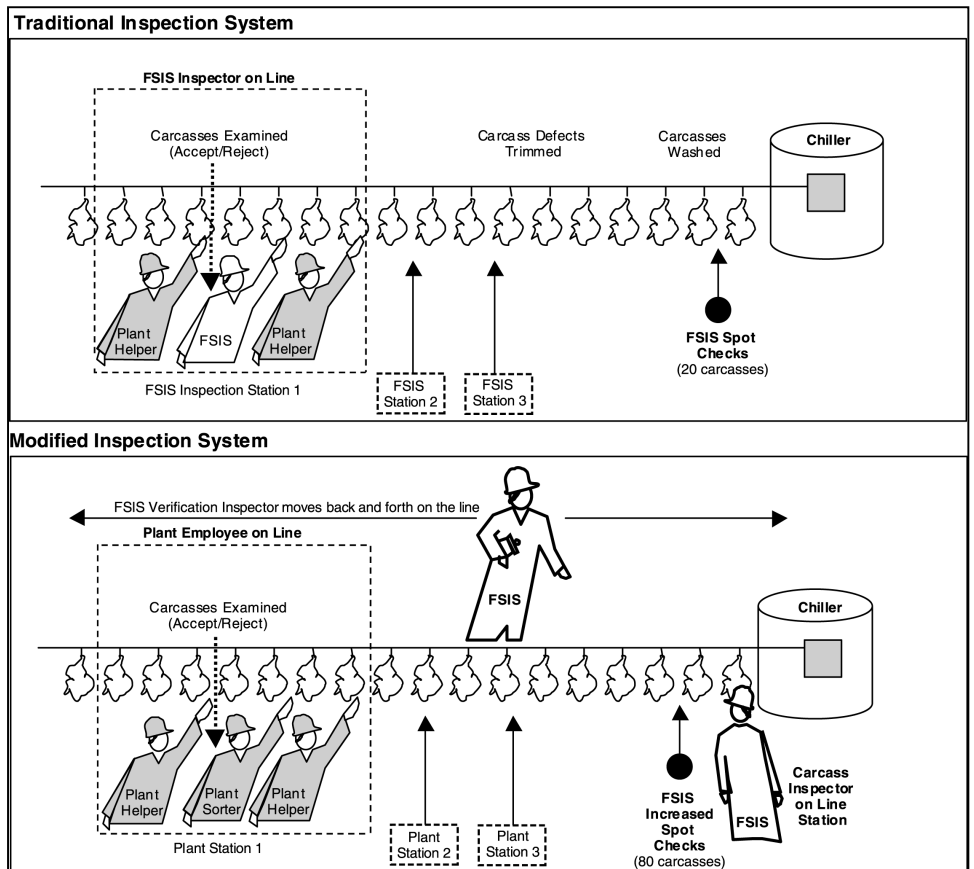 Traditional Inspection System
FSIS Inspector on Line
Carcasses Examined
(Accept/Reject)
Carcass Defects
Trimmed
Carcasses
Washed
Chiller
Plant
Helper
FSIS
Plant
Helper
FSIS Inspection Station 1
FSIS
Station 2
FSIS
Station 3
FSIS Spot
Checks
(20 carcasses)
Modified Inspection System
FSIS Verification Inspector moves back and forth on the line
Plant Employee on Line
Carcasses Examined
(Accept/Reject)
FSIS
Chiller
Plant
Helper
Plant
Sorter
Plant
Helper
Plant Station 1
Plant
Station 2
Plant
Station 3
FSIS
Increased
Spot
Checks
(80 carcasses)
FSIS
Carcass
Inspector
on Line
Station